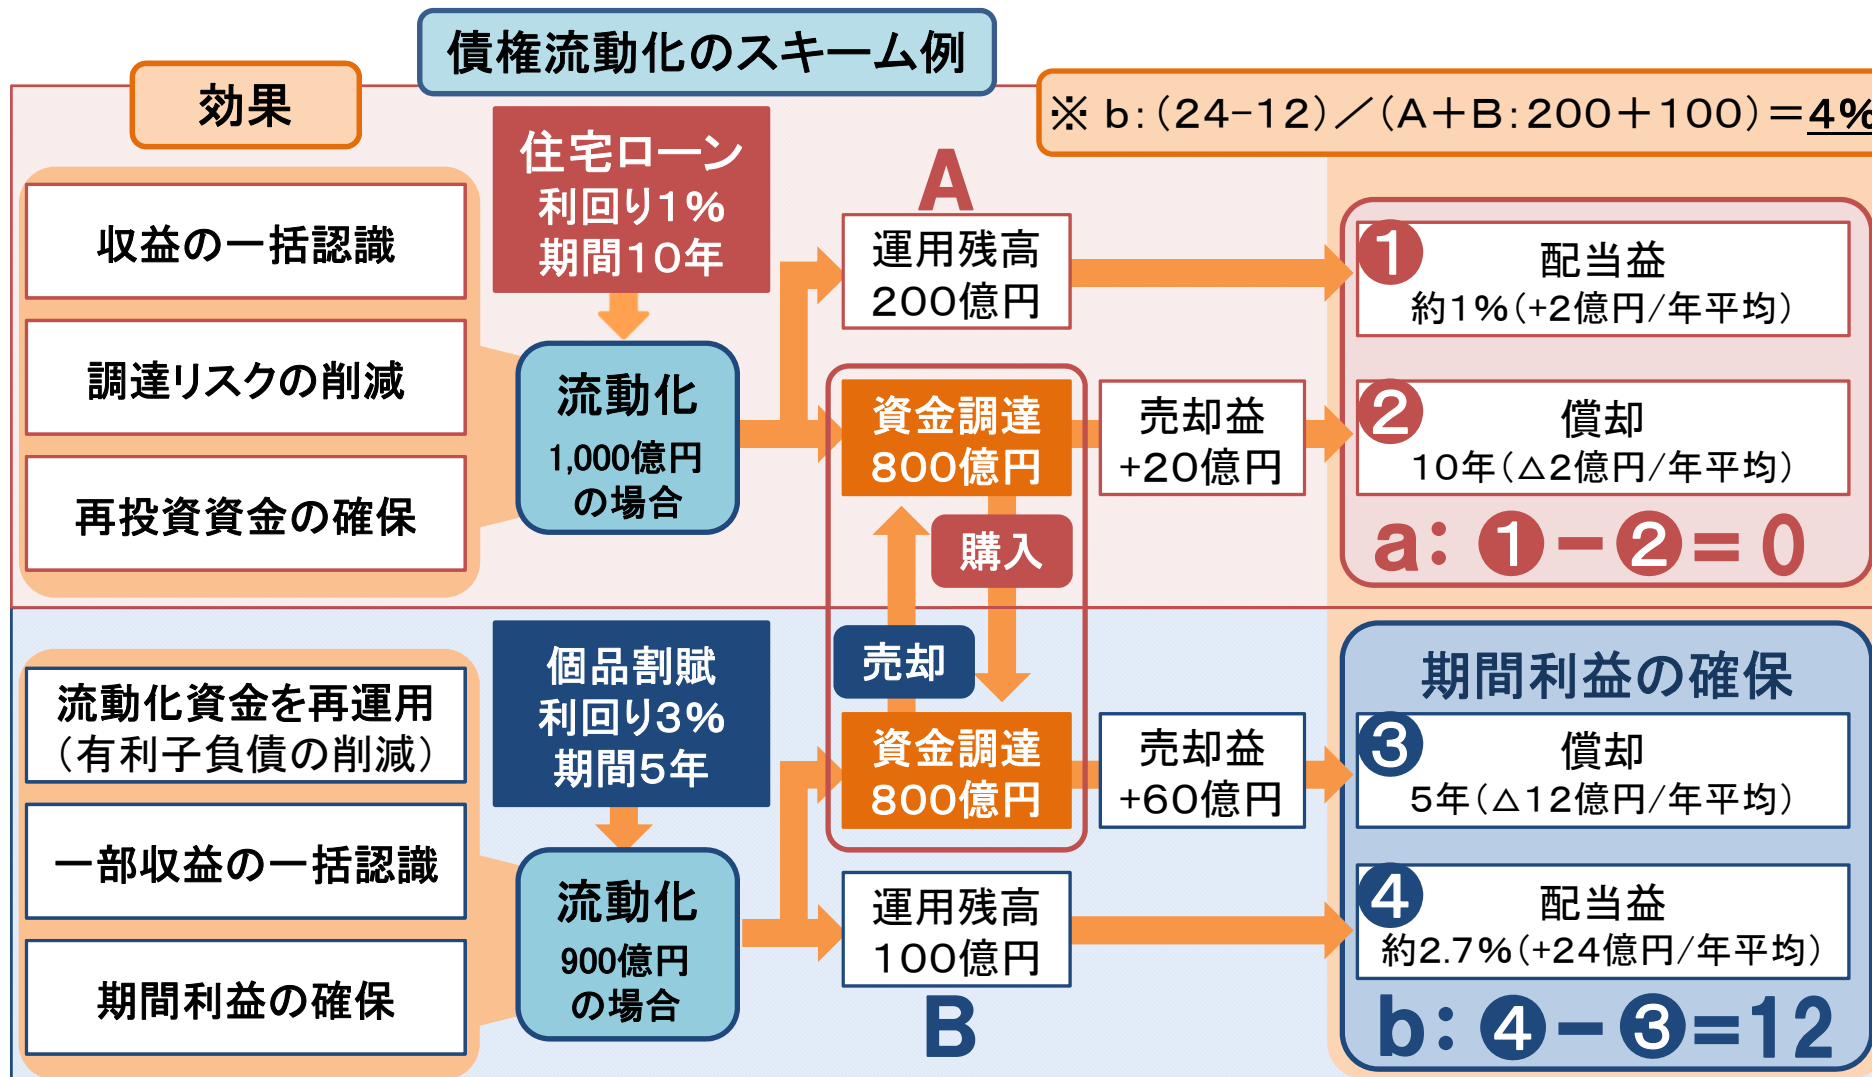 債権流動化のスキーム例
効果
※ b:(24-12)/(A+B:200+100)=4%
収益の一括認識
調達リスクの削減
再投資資金の確保
住宅ローン
利回り1%
期間10年
流動化
1,000億円
の場合
A
運用残高
200億円
資金調達
800億円
売却益
+20億円
❶
配当益
約1%(+2億円/年平均)
❷
償却
10年(△2億円/年平均)
a: ❶-❷=0
購入
売却
流動化資金を再運用
(有利子負債の削減)
一部収益の一括認識
期間利益の確保
個品割賦
利回り3%
期間5年
流動化
900億円
の場合
資金調達
800億円
売却益
+60億円
運用残高
100億円
B
期間利益の確保
❸
償却
5年(△12億円/年平均)
❹
配当益
約2.7%(+24億円/年平均)
b: ❹-❸=12